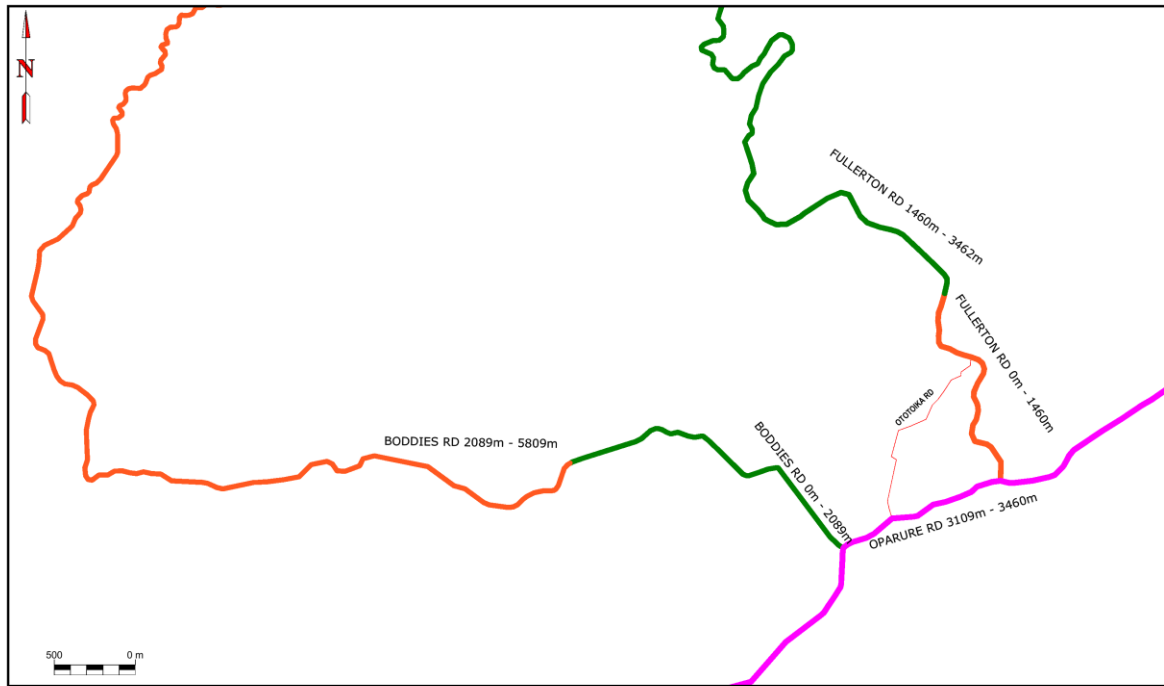 N
FULLERTON RD 1460m - 3462m
FULLERTON RD 0m - 1460m
OTOTOIKA RD
BODDIES RD 2089m - 5809m
BODDIES RD 0m - 2089m
OPARURE RD 3109m - 3460m
500 0 m